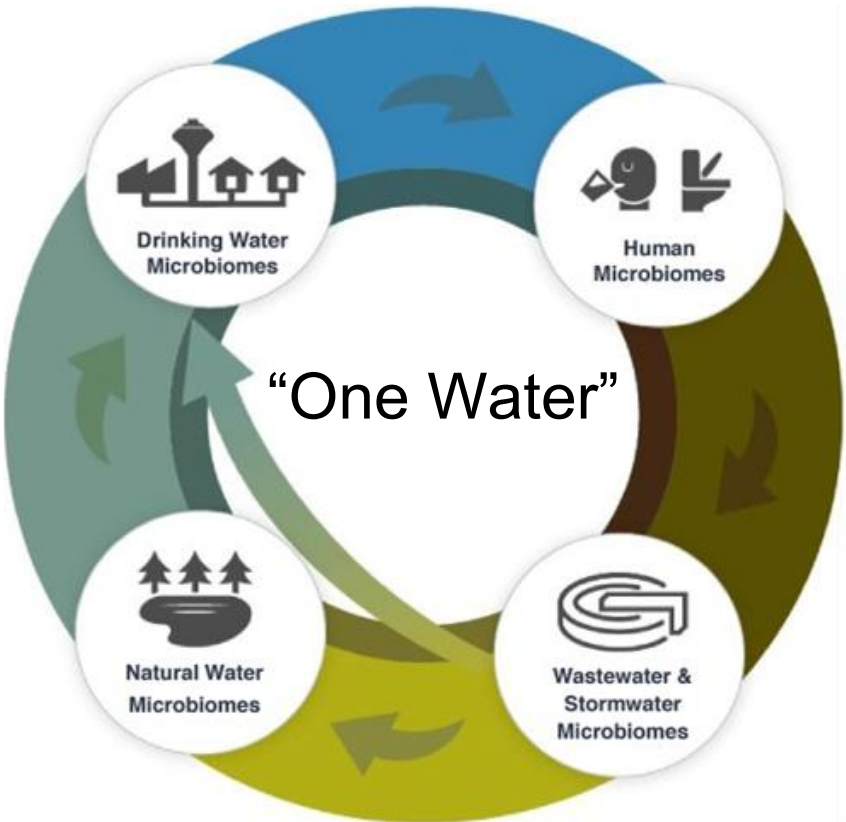 Drinking Water
Microbiomes
Human
Microbiomes
“One Water”
Natural Water
Microbiomes
Wastewater &
Stormwater
Microbiomes